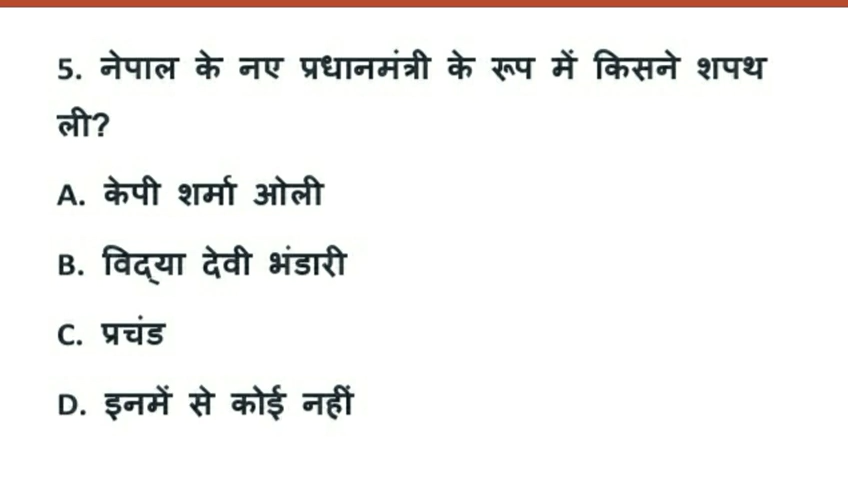 5. नेपाल के नए प्रधानमंत्री के रूप में किसने शपथ
ली?
A. केपी शर्मा ओली
B. विद्‌या देवी भंडारी
C. प्रचंड
D. इनमें से कोई नहीं